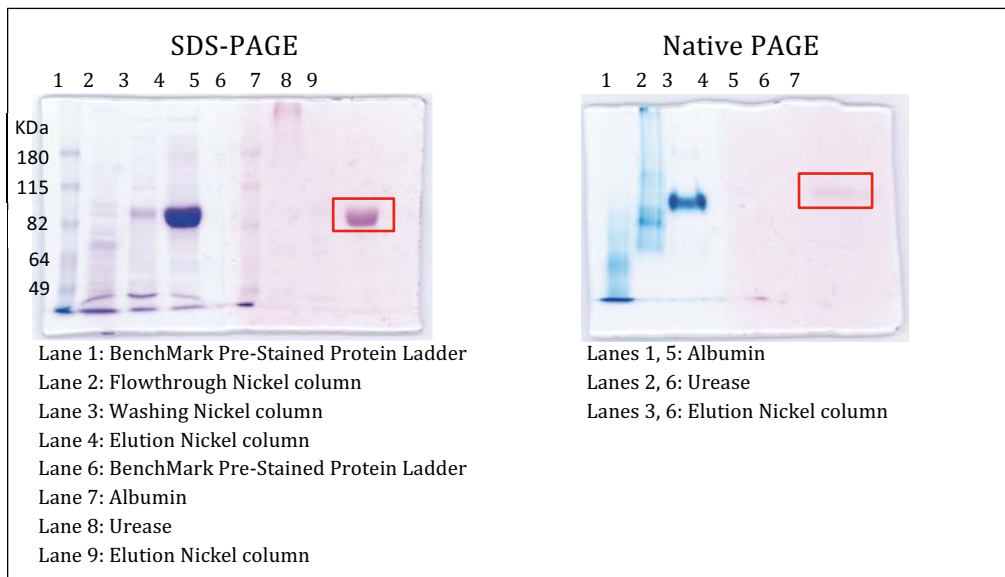 SDS-PAGE
1 2 3 4 5 6 7 8 9
KDa
180
115
82
64
49
Lane 1: BenchMark Pre-Stained Protein Ladder
Lane 2: Flowthrough Nickel column
Lane 3: Washing Nickel column
Lane 4: Elution Nickel column
Lane 6: BenchMark Pre-Stained Protein Ladder
Lane 7: Albumin
Lane 8: Urease
Lane 9: Elution Nickel column
Native PAGE
1 2 3 4 5 6 7
Lanes 1, 5: Albumin
Lanes 2, 6: Urease
Lanes 3, 6: Elution Nickel column